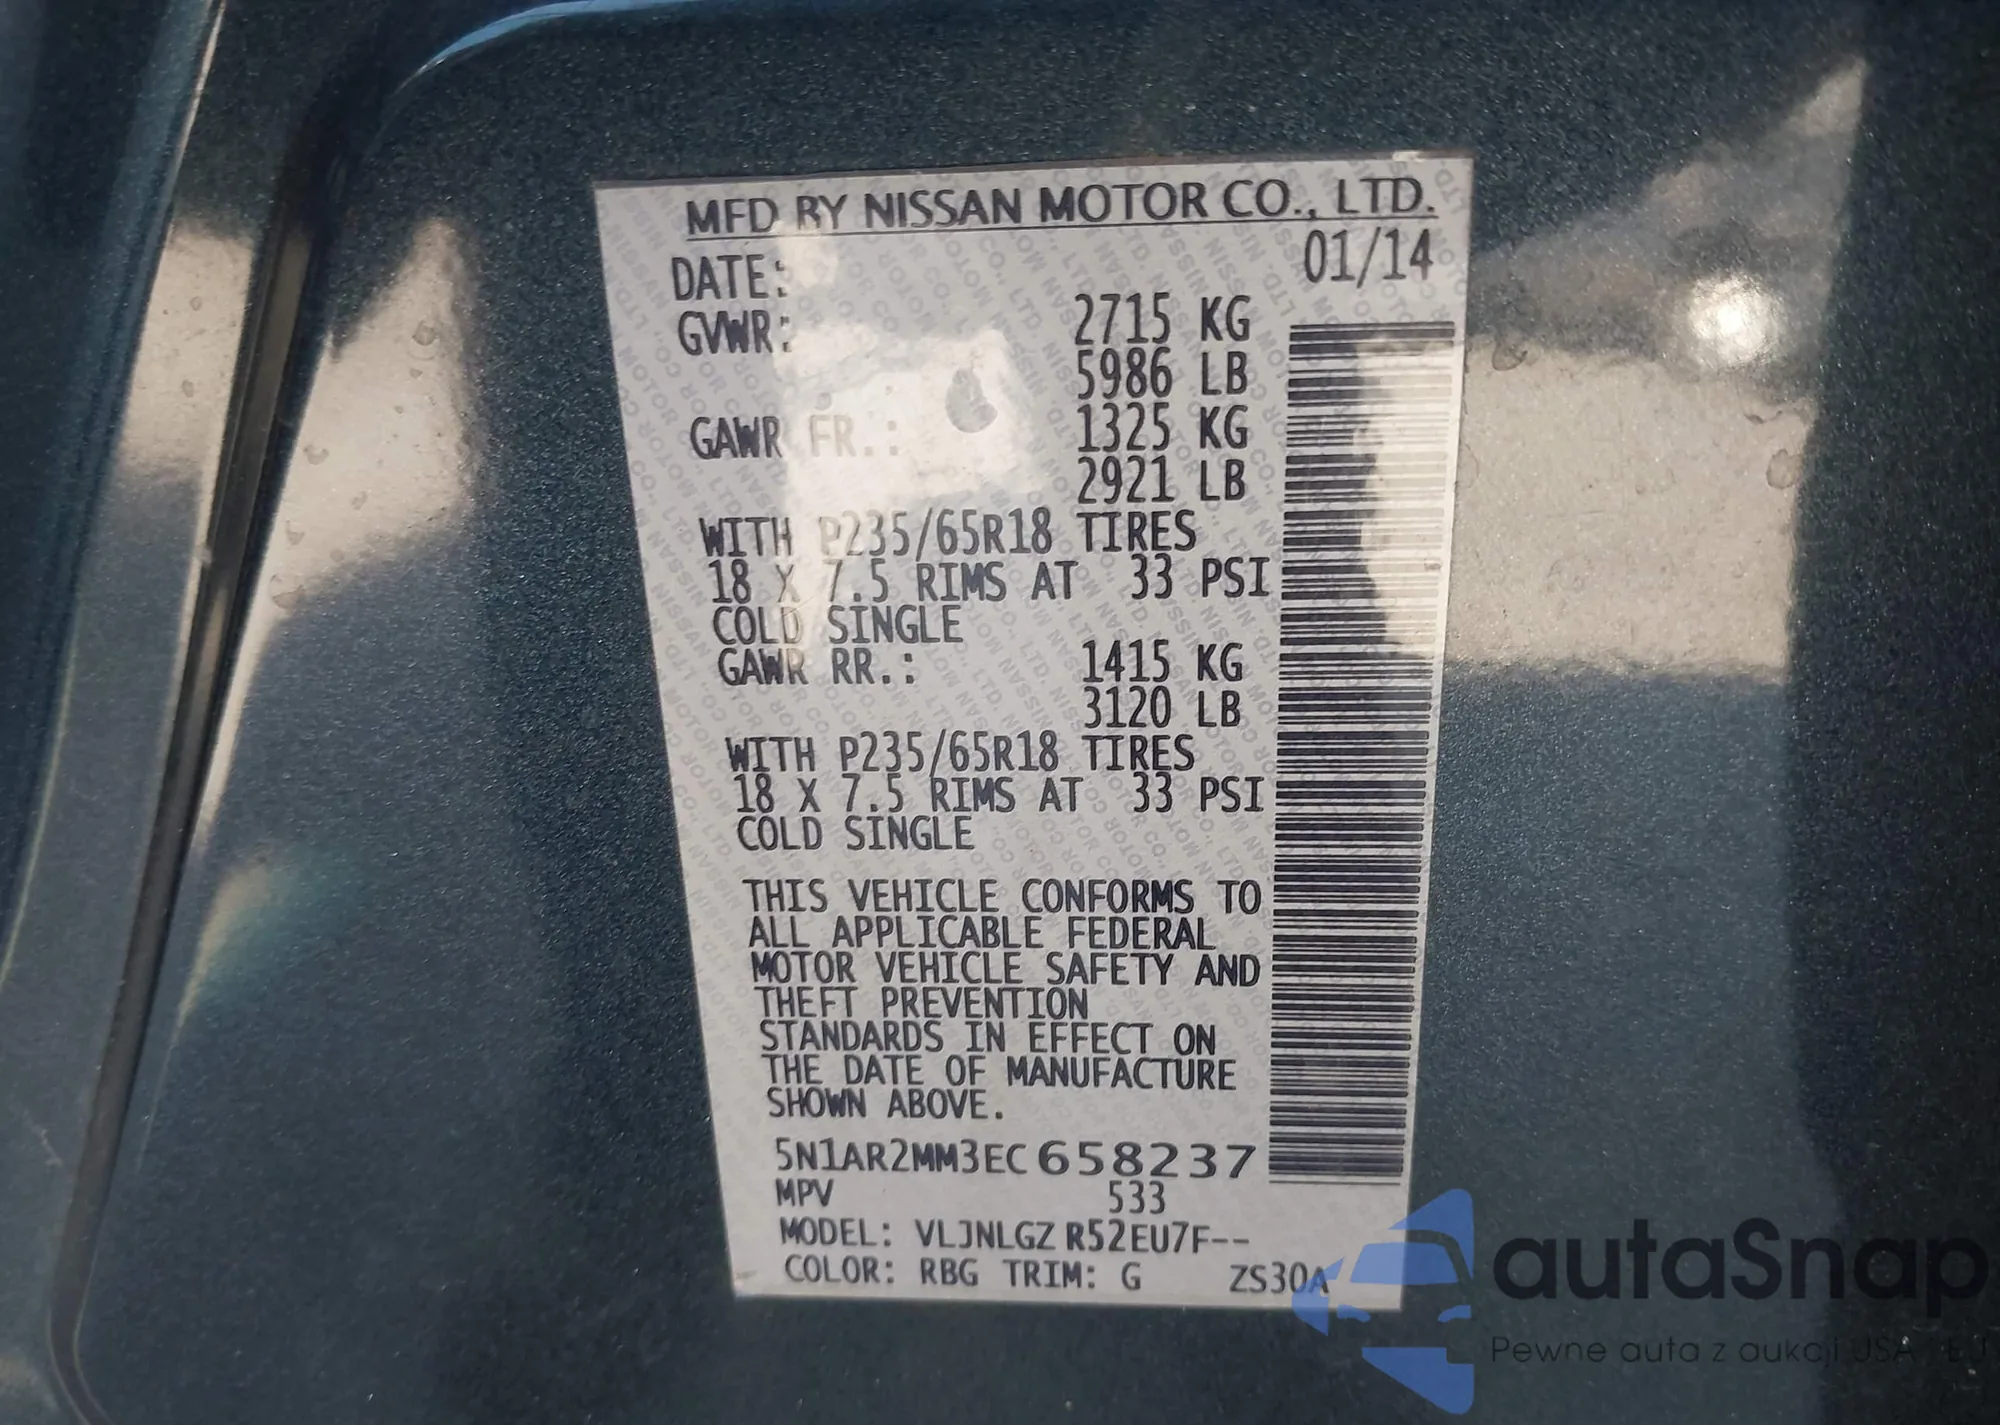 MFD BY NISSAN MOTOR CO., LTD.
DATE: 01/14
GVWR: 2715 KG
5986 LB
GAWR FR.: 1325 KG
2921 LB
WITH P235/65R18 TIRES
18 X 7.5 RIMS AT 33 PSI
COLD SINGLE
GAWR RR.: 1415 KG
3120 LB
WITH P235/65R18 TIRES
18 X 7.5 RIMS AT 33 PSI
COLD SINGLE
THIS VEHICLE CONFORMS TO
ALL APPLICABLE FEDERAL
MOTOR VEHICLE SAFETY AND
THEFT PREVENTION
STANDARDS IN EFFECT ON
THE DATE OF MANUFACTURE
SHOWN ABOVE.
5N1AR2MM3EC658237
MPV 533
MODEL: VLJNLGZ R52EU7F--
COLOR: RBG TRIM: G ZS30A
autaSnap
Pewne auta z aukcji USA